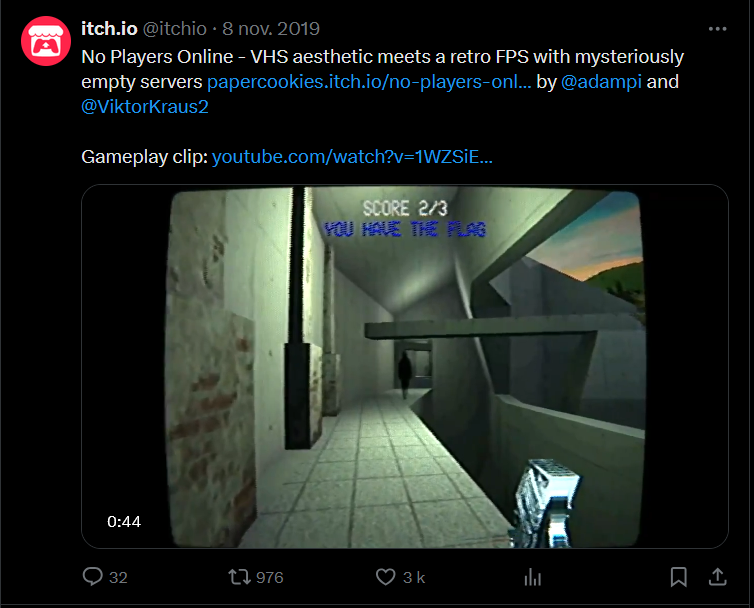 itch.io @itchio · 8 nov. 2019
No Players Online - VHS aesthetic meets a retro FPS with mysteriously
empty servers papercookies.itch.io/no-players-onl... by @adampi and
@ViktorKraus2
Gameplay clip: youtube.com/watch?v=1WZSiE...
SCORE 2/3
YOU HAVE THE FLAG
0:44
32 976 3 k